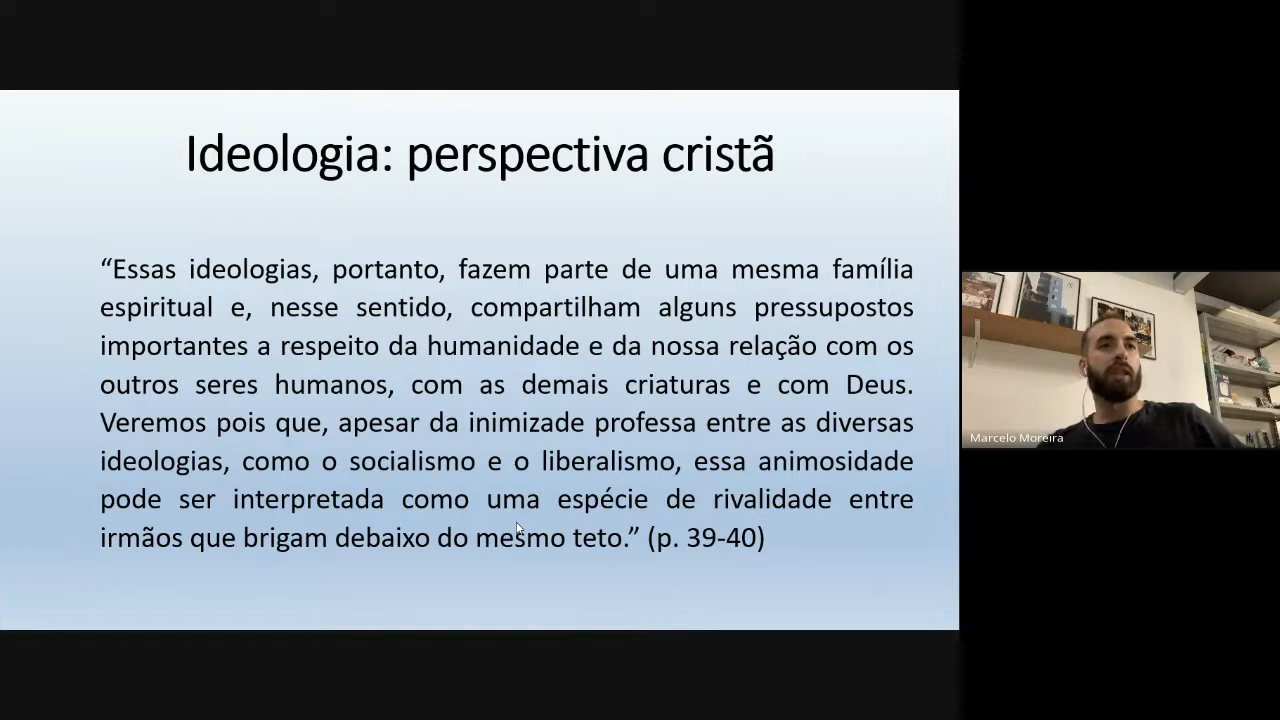 Ideologia: perspectiva cristã
“Essas ideologias, portanto, fazem parte de uma mesma família
espiritual e, nesse sentido, compartilham alguns pressupostos
importantes a respeito da humanidade e da nossa relação com os
outros seres humanos, com as demais criaturas e com Deus.
Veremos pois que, apesar da inimizade professa entre as diversas
ideologias, como o socialismo e o liberalismo, essa animosidade
pode ser interpretada como uma espécie de rivalidade entre
irmãos que brigam debaixo do mesmo teto.” (p. 39-40)
Marcelo Moreira